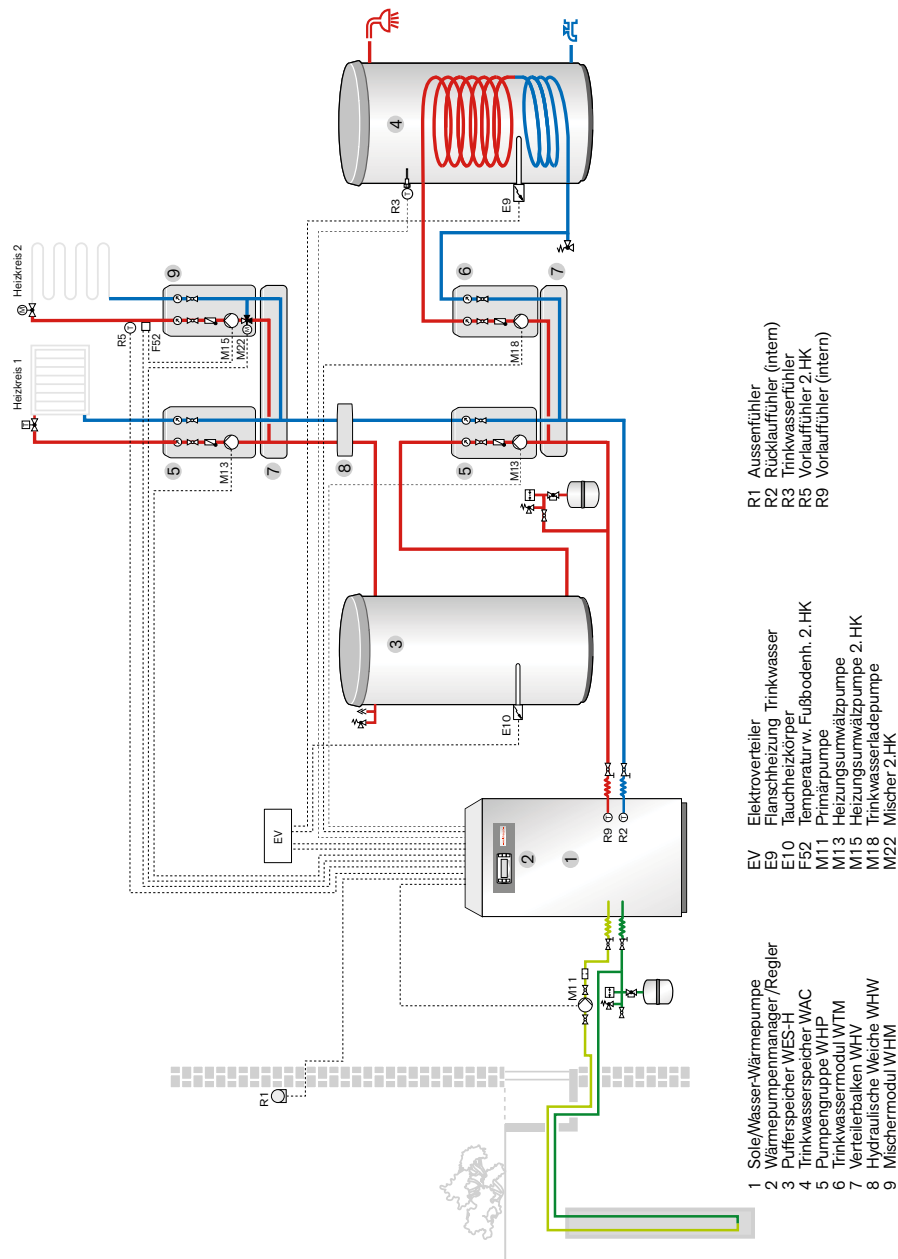 Heizkreis 1
Heizkreis 2
R5
F52
M15
M22
9
5
M13
7
8
R3
4
E9
6
M18
7
5
M13
3
E10
EV
2
1
R9
R2
M11
R1
1 Sole/Wasser-Wärmepumpe
2 Wärmepumpenmanager/Regler
3 Pufferspeicher WES-H
4 Trinkwasserspeicher WAC
5 Pumpengruppe WHP
6 Trinkwassermodul WTM
7 Verteilerbalken WHV
8 Hydraulische Weiche WHW
9 Mischermodul WHM
EV Elektroverteiler
E9 Flanschheizung Trinkwasser
E10 Tauchheizkörper
F52 Temperaturw. Fußbodenh. 2.HK
M11 Primärpumpe
M13 Heizungsumwälzpumpe
M15 Heizungsumwälzpumpe 2.HK
M18 Trinkwasserladepumpe
M22 Mischer 2.HK
R1 Aussenfühler
R2 Rücklauffühler (intern)
R3 Trinkwasserfühler
R5 Vorlauffühler 2.HK
R9 Vorlauffühler (intern)